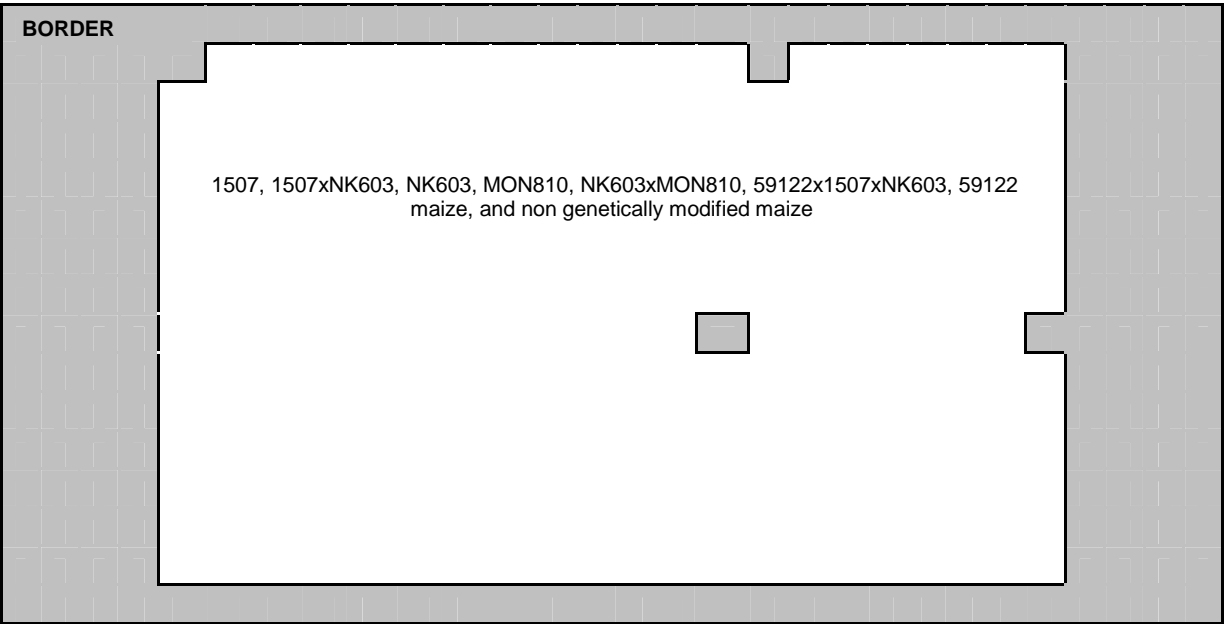 BORDER
1507, 1507xNK603, NK603, MON810, NK603xMON810, 59122x1507xNK603, 59122
maize, and non genetically modified maize